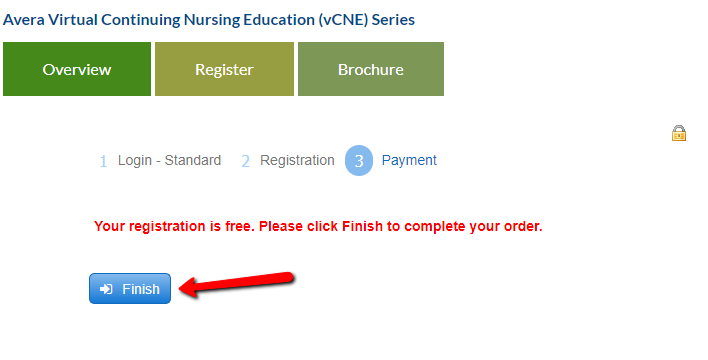 Avera Virtual Continuing Nursing Education (vCNE) Series
Overview Register Brochure
1 Login - Standard 2 Registration 3 Payment
Your registration is free. Please click Finish to complete your order.
Finish